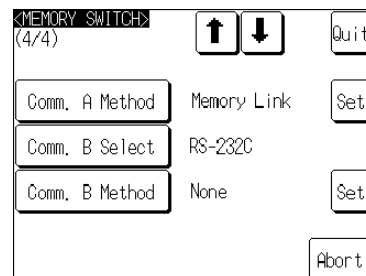 <MEMORY SWITCH>
(4/4)
Quit
Comm. A Method Memory Link Set
Comm. B Select RS-232C
Comm. B Method None Set
Abort